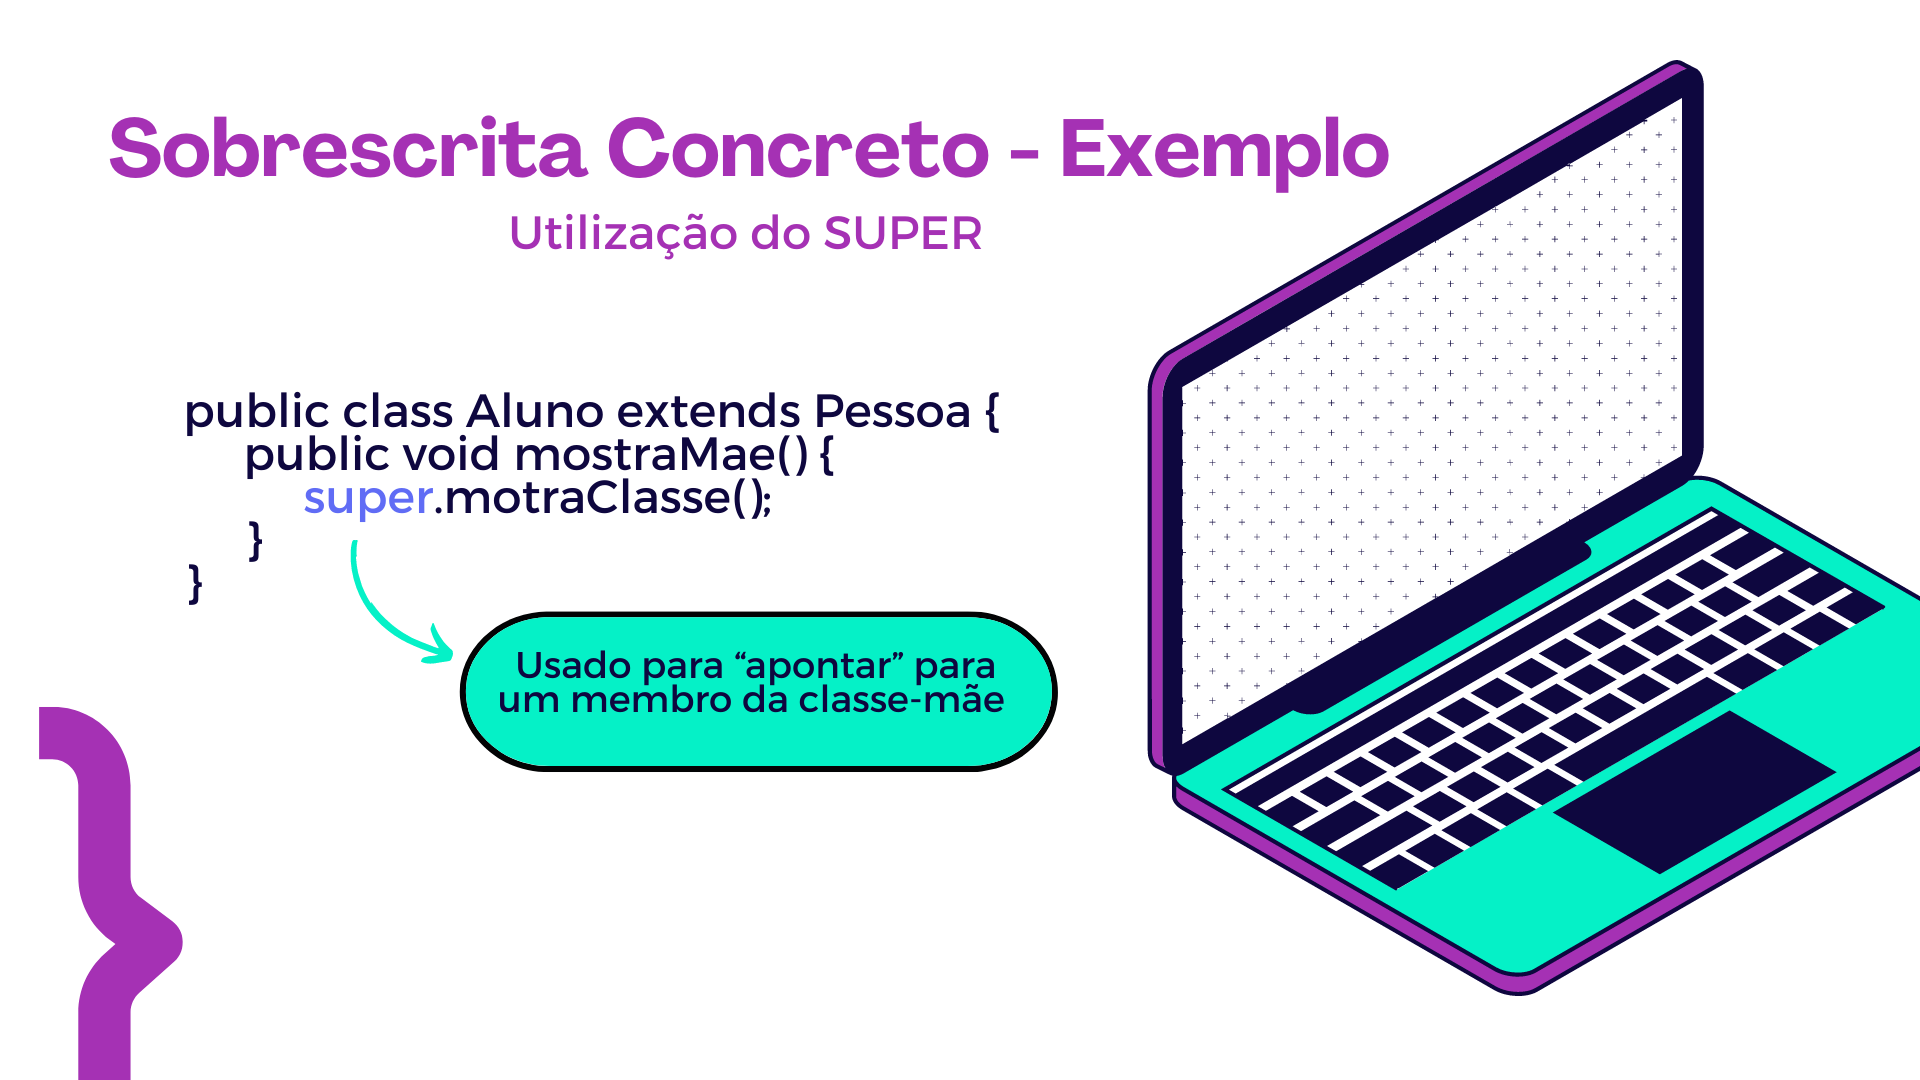 Sobrescrita Concreto - Exemplo
Utilização do SUPER
public class Aluno extends Pessoa {
public void mostraMae() {
super.motraClasse();
}
}
Usado para “apontar” para
um membro da classe-mãe